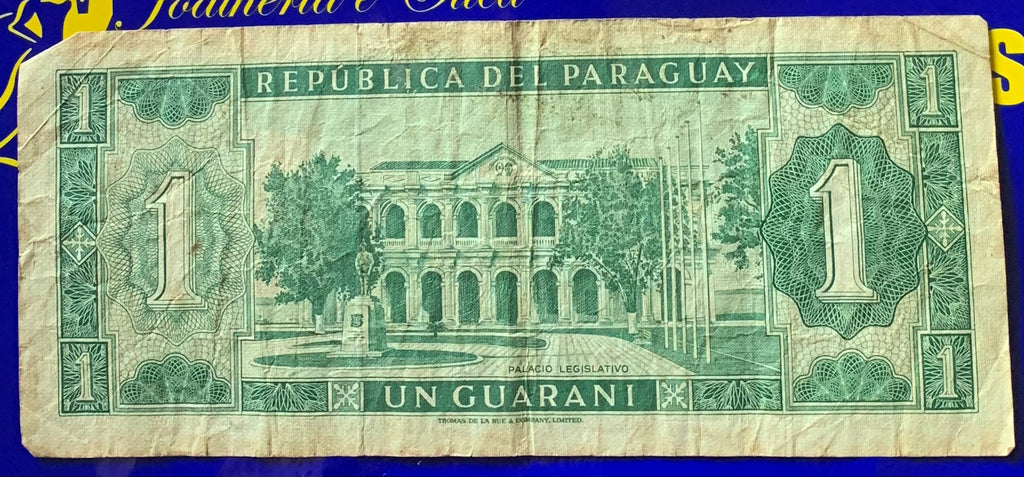 REPÚBLICA DEL PARAGUAY
1 1
1 1
PALACIO LEGISLATIVO
1 1
UN GUARANI
THOMAS DE LA RUE & COMPANY, LIMITED.
S